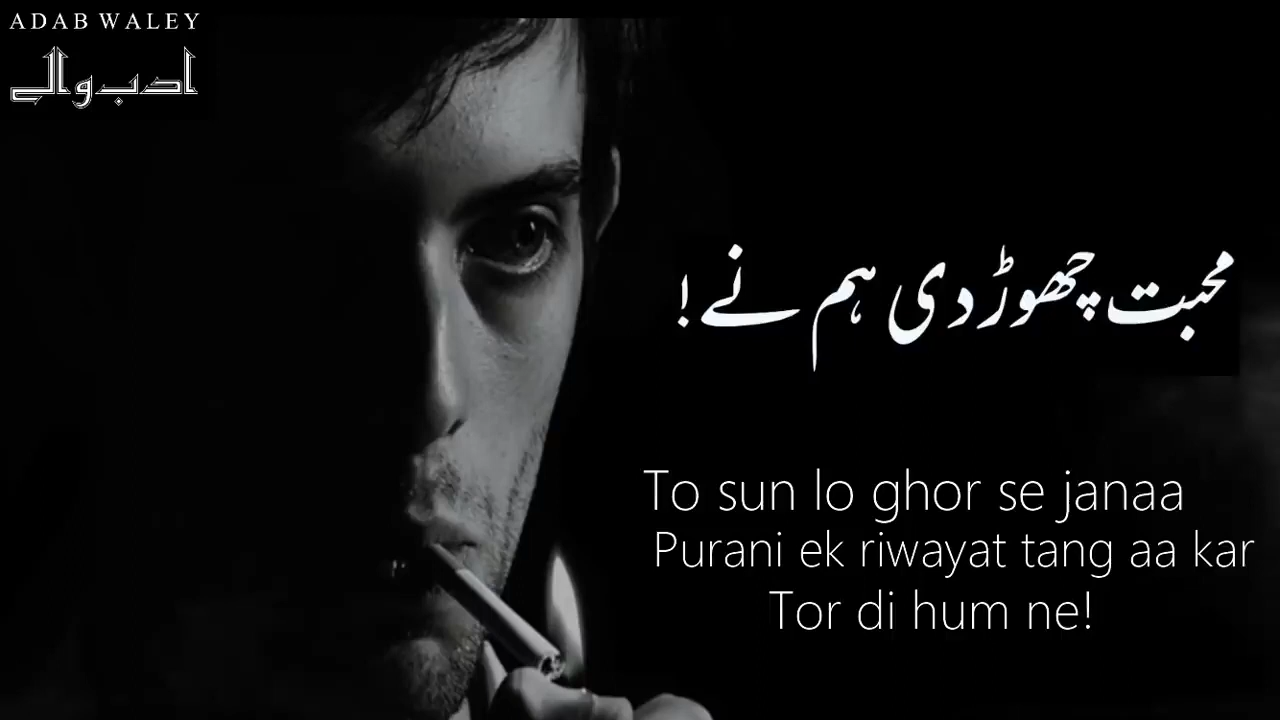 ADAB WALEY
ادب والے
محبت چھوڑ دی ہم نے !
To sun lo ghor se janaa
Purani ek riwayat tang aa kar
Tor di hum ne!